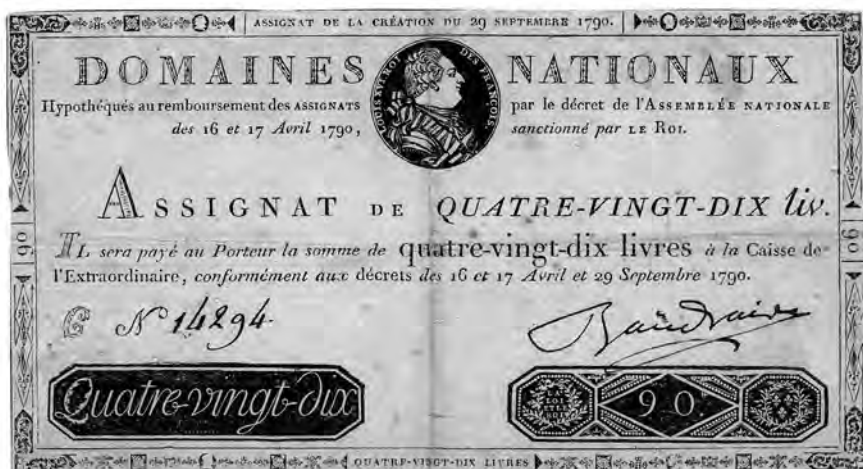 ASSIGNAT DE LA CRÉATION DU 29 SEPTEMBRE 1790.
DOMAINES NATIONAUX
LOUIS XVI ROI DES FRANÇOIS.
Hypothéqués au remboursement des ASSIGNATS par le décret de l'ASSEMBLÉE NATIONALE
des 16 et 17 Avril 1790, sanctionné par LE ROI.
ASSIGNAT DE QUATRE-VINGT-DIX liv.
90 90
IL sera payé au Porteur la somme de quatre-vingt-dix livres à la Caisse de
l'Extraordinaire, conformément aux décrets des 16 et 17 Avril et 29 Septembre 1790.
G N 14294
Quatre-vingt-dix
LA LOI ET LE ROI
90
QUATRE-VINGT-DIX LIVRES